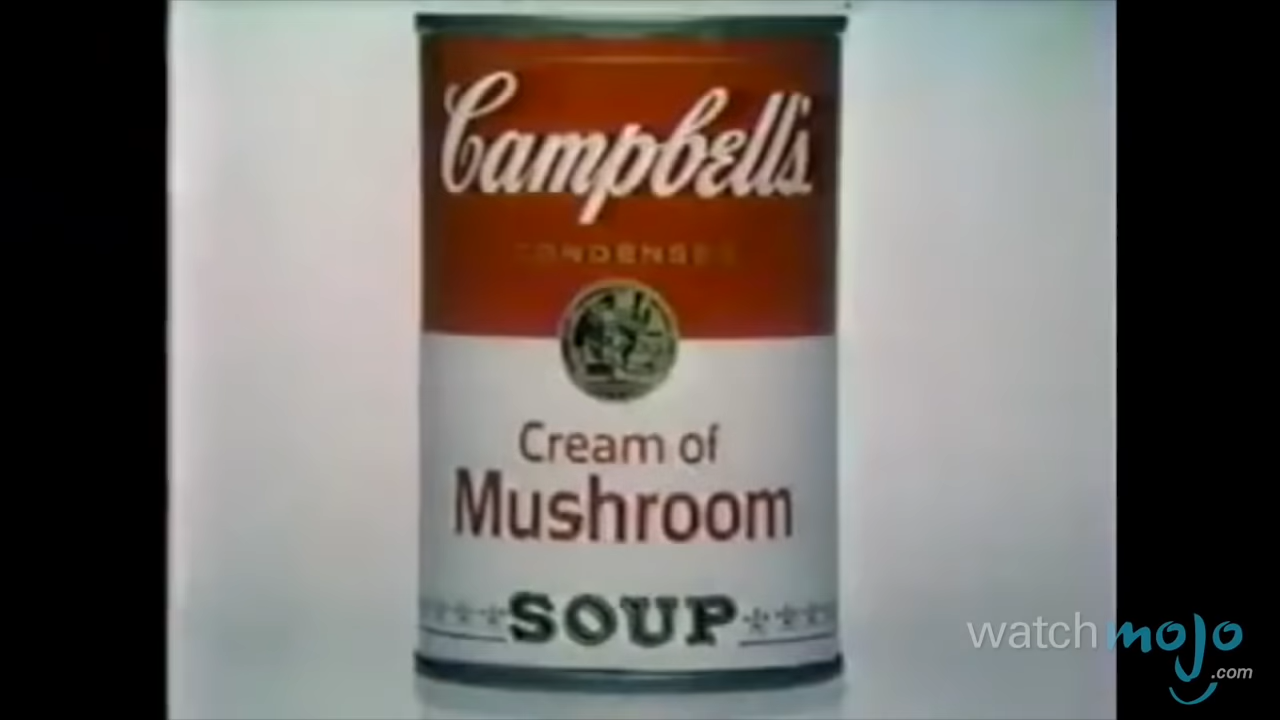 Campbell's
CONDENSED
Cream of
Mushroom
SOUP
watchmojo
.com